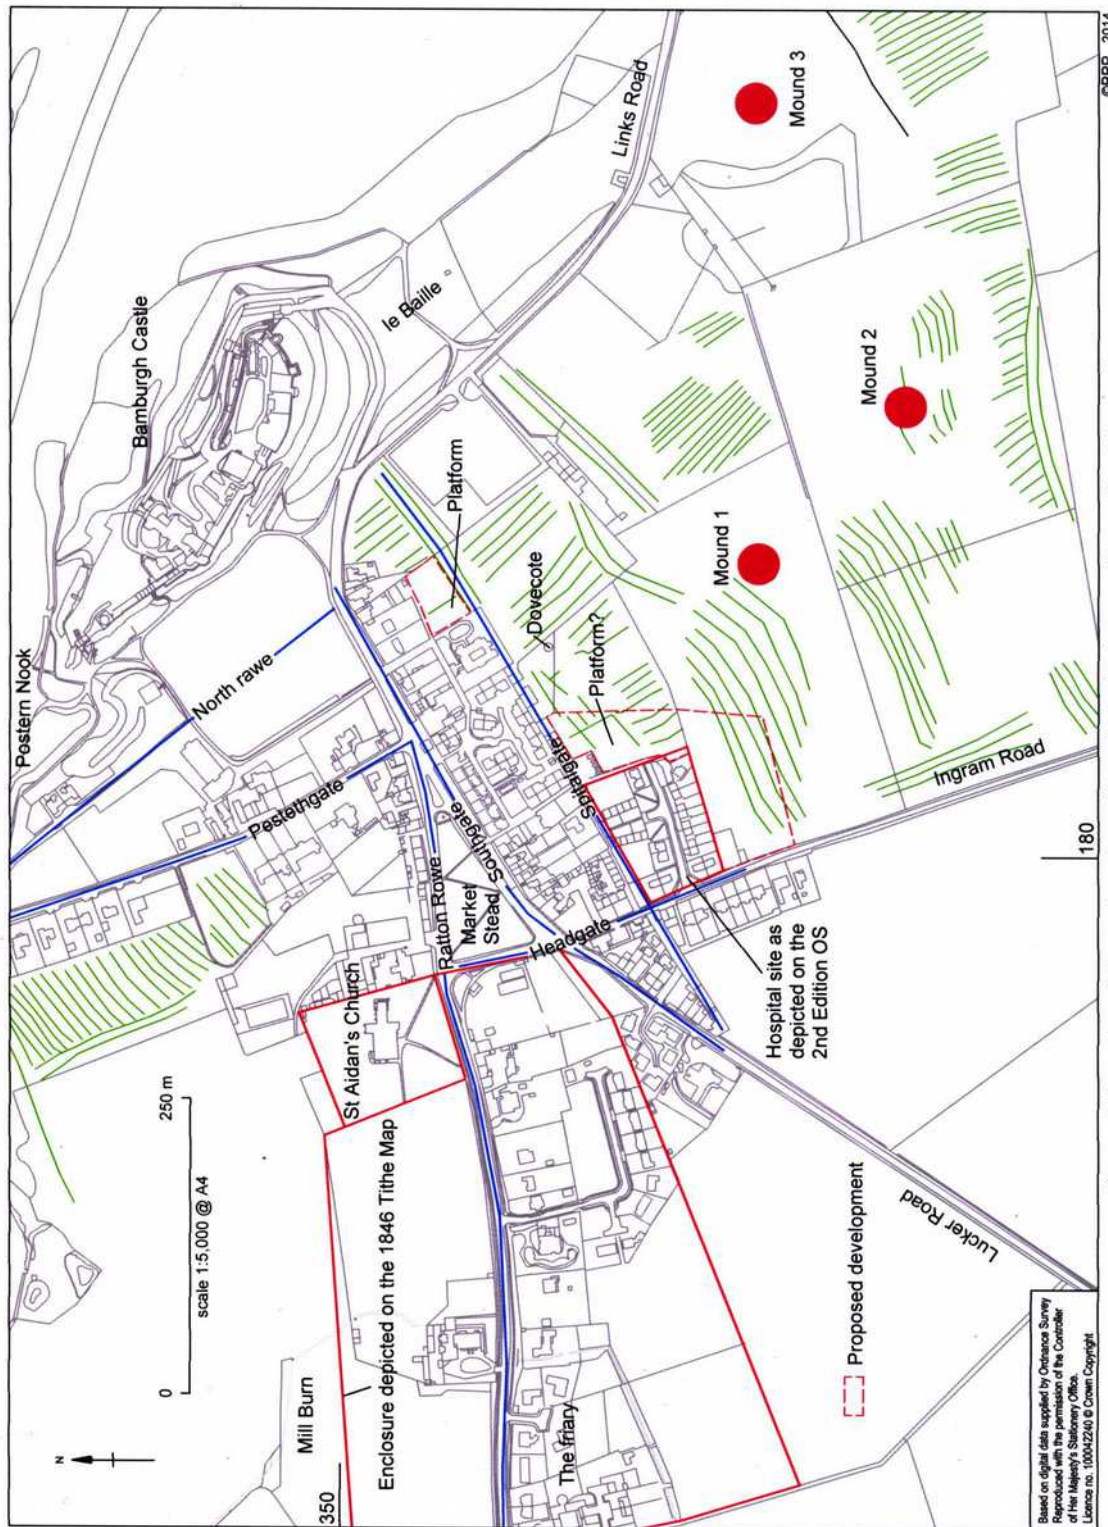 N
0
250 m
scale 1:5,000 @ A4
Mill Burn
350
Enclosure depicted on the 1846 Tithe Map
The friary
St Aidan's Church
Ratton Rowe
Market
Stead
Southgate
Headgate
Pestethgate
North rawe
Postern Nook
Bamburgh Castle
le Baille
Links Road
Platform
Dovecote
Platform?
Spitalgate
Hospital site as
depicted on the
2nd Edition OS
Lucker Road
Ingram Road
180
Mound 1
Mound 2
Mound 3
Proposed development
Based on digital data supplied by Ordnance Survey
Reproduced with the permission of the Controller
of Her Majesty's Stationery Office.
Licence no. 100042240 © Crown Copyright
2014